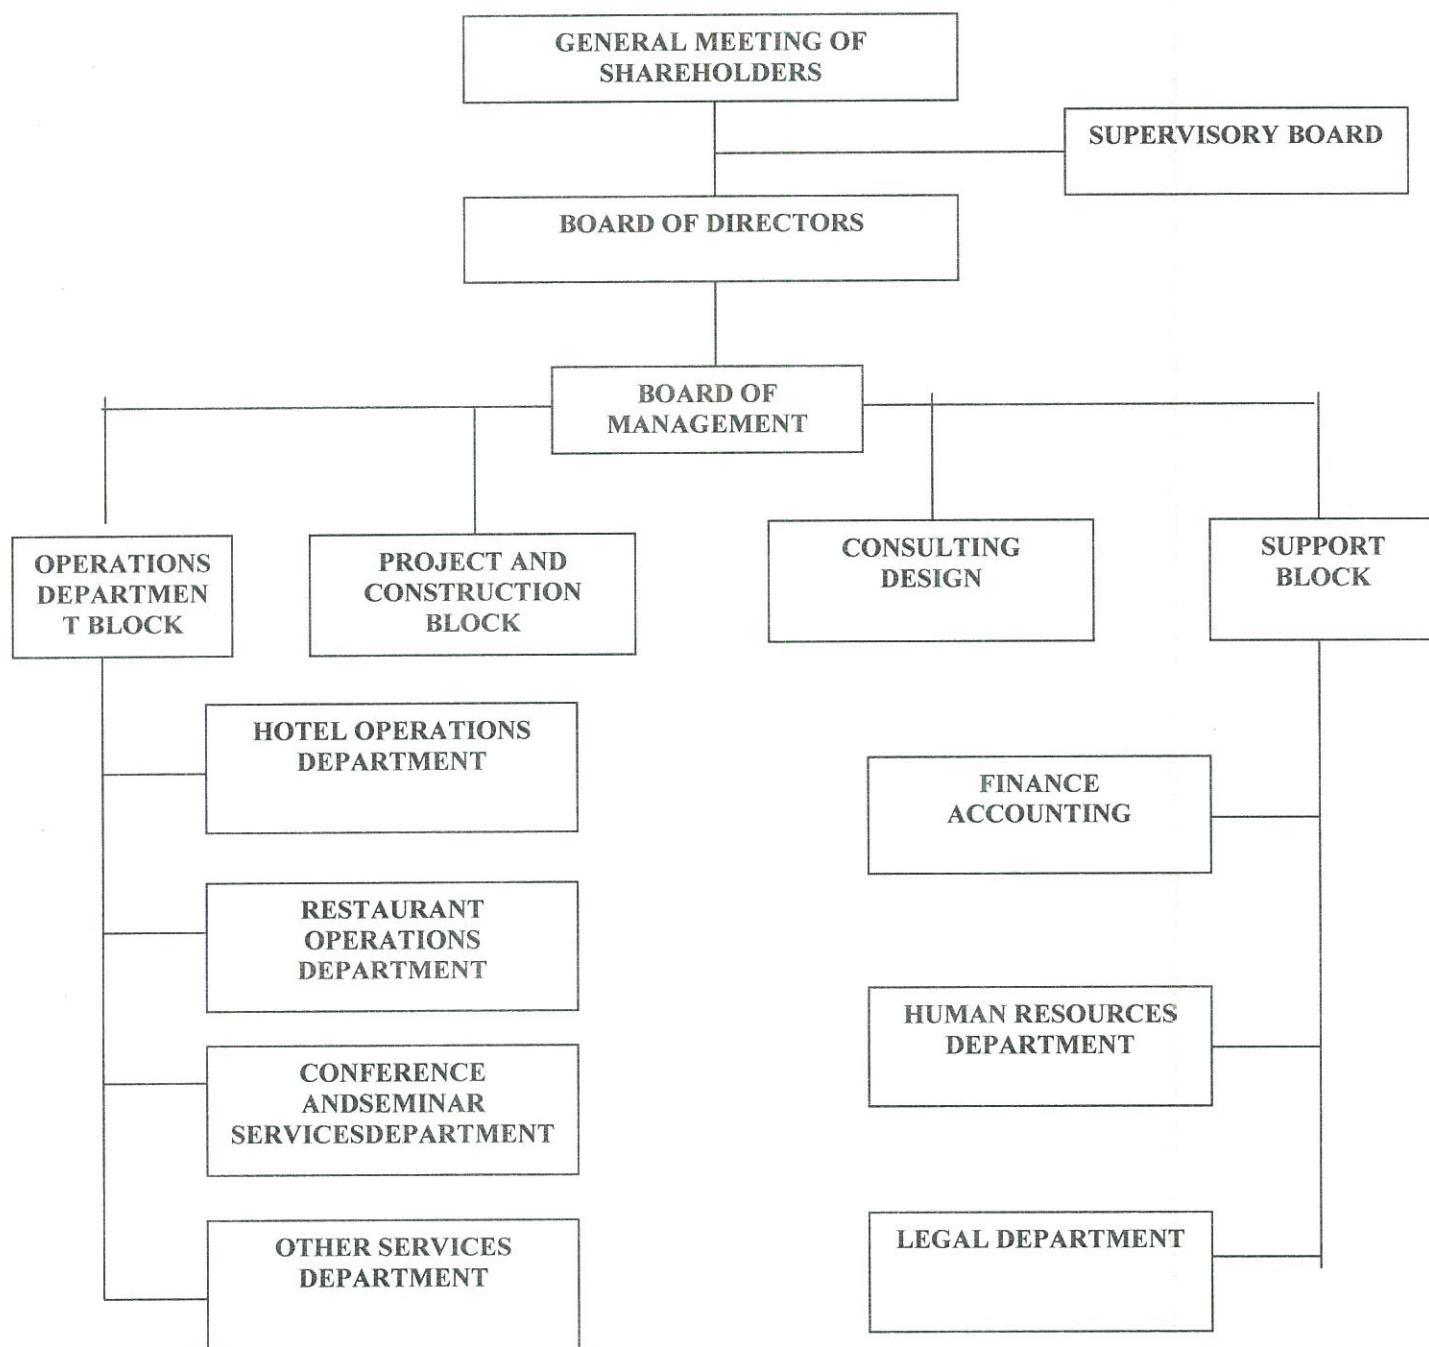 GENERAL MEETING OF
SHAREHOLDERS
SUPERVISORY BOARD
BOARD OF DIRECTORS
BOARD OF
MANAGEMENT
OPERATIONS
DEPARTMEN
T BLOCK
PROJECT AND
CONSTRUCTION
BLOCK
CONSULTING
DESIGN
SUPPORT
BLOCK
HOTEL OPERATIONS
DEPARTMENT
RESTAURANT
OPERATIONS
DEPARTMENT
CONFERENCE
ANDSEMINAR
SERVICESDEPARTMENT
OTHER SERVICES
DEPARTMENT
FINANCE
ACCOUNTING
HUMAN RESOURCES
DEPARTMENT
LEGAL DEPARTMENT